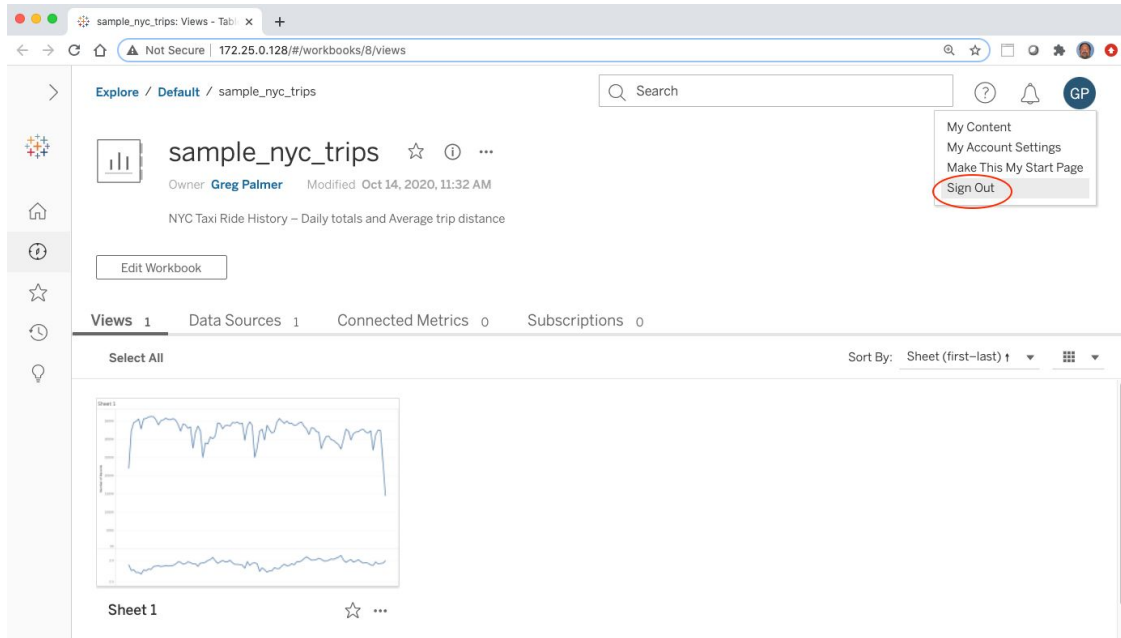 sample_nyc_trips: Views - Tabl
Not Secure | 172.25.0.128/#/workbooks/8/views
Explore / Default / sample_nyc_trips
Search
GP
My Content
My Account Settings
Make This My Start Page
Sign Out
sample_nyc_trips
Owner Greg Palmer Modified Oct 14, 2020, 11:32 AM
NYC Taxi Ride History – Daily totals and Average trip distance
Edit Workbook
Views 1 Data Sources 1 Connected Metrics 0 Subscriptions 0
Select All
Sort By: Sheet (first–last) ↑
Sheet 1
Sheet 1